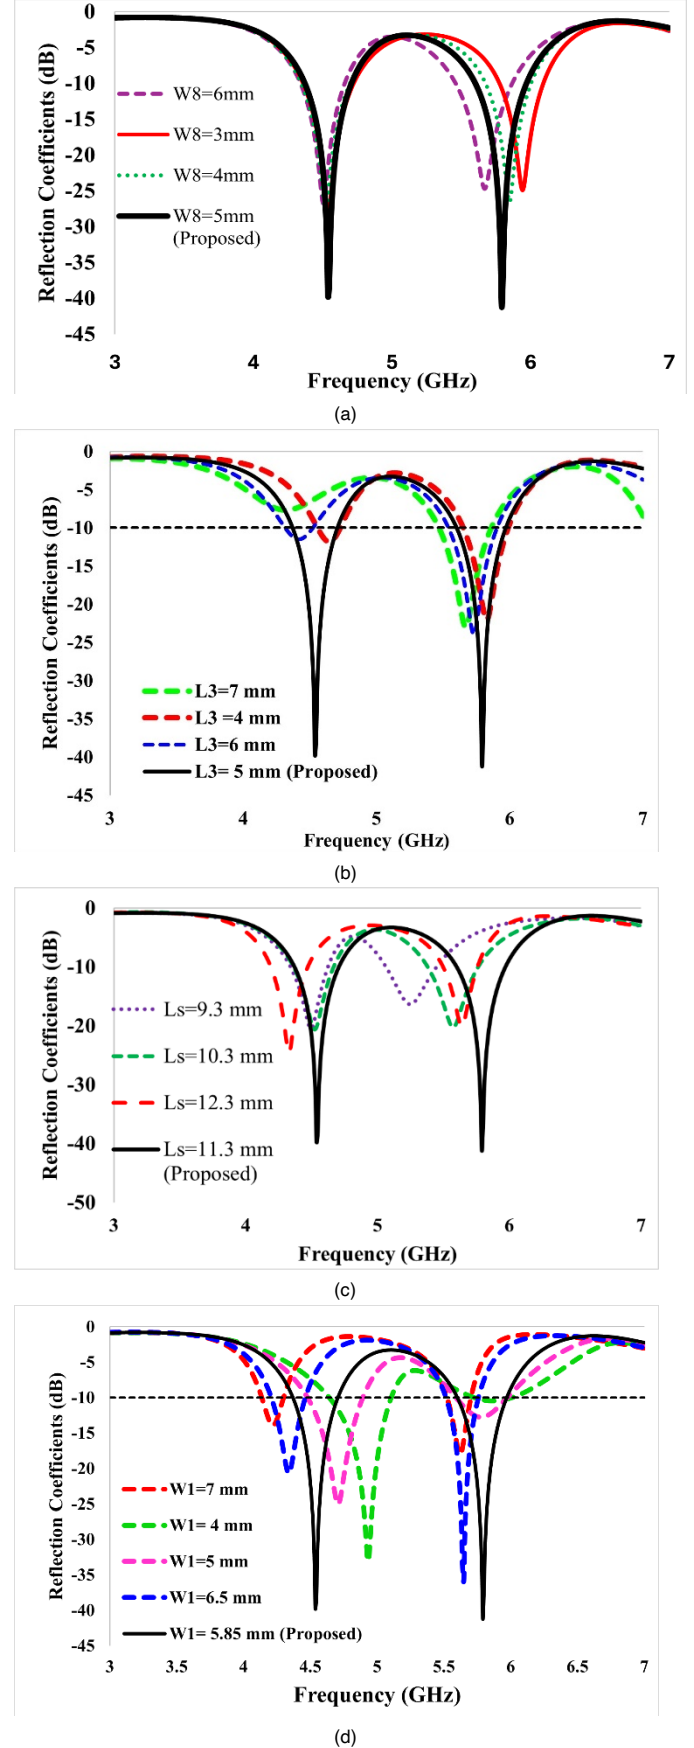 0
-5
-10
-15
-20
-25
-30
-35
-40
-45
Reflection Coefficients (dB)
W8=6mm
W8=3mm
W8=4mm
W8=5mm
(Proposed)
3 4 5 6 7
Frequency (GHz)
(a)
0
-5
-10
-15
-20
-25
-30
-35
-40
-45
Reflection Coefficients (dB)
L3=7 mm
L3 =4 mm
L3=6 mm
L3= 5 mm (Proposed)
3 4 5 6 7
Frequency (GHz)
(b)
0
-10
-20
-30
-40
-50
Reflection Coefficients (dB)
Ls=9.3 mm
Ls=10.3 mm
Ls=12.3 mm
Ls=11.3 mm
(Proposed)
3 4 5 6 7
Frequency (GHz)
(c)
0
-5
-10
-15
-20
-25
-30
-35
-40
-45
Reflection Coefficients (dB)
W1=7 mm
W1= 4 mm
W1=5 mm
W1=6.5 mm
W1= 5.85 mm (Proposed)
3 3.5 4 4.5 5 5.5 6 6.5 7
Frequency (GHz)
(d)